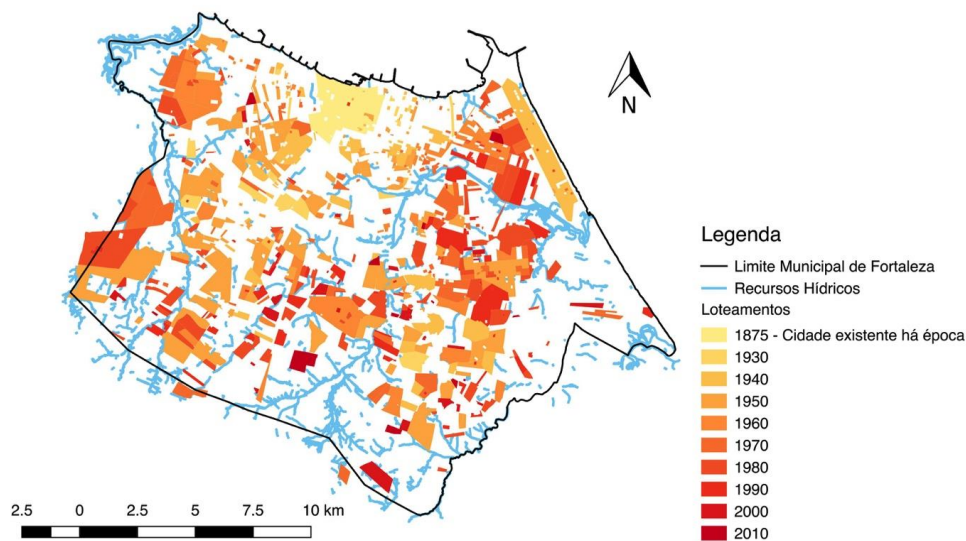 N
Legenda
Limite Municipal de Fortaleza
Recursos Hídricos
Loteamentos
1875 - Cidade existente há época
1930
1940
1950
1960
1970
1980
1990
2000
2010
2.5 0 2.5 5 7.5 10 km